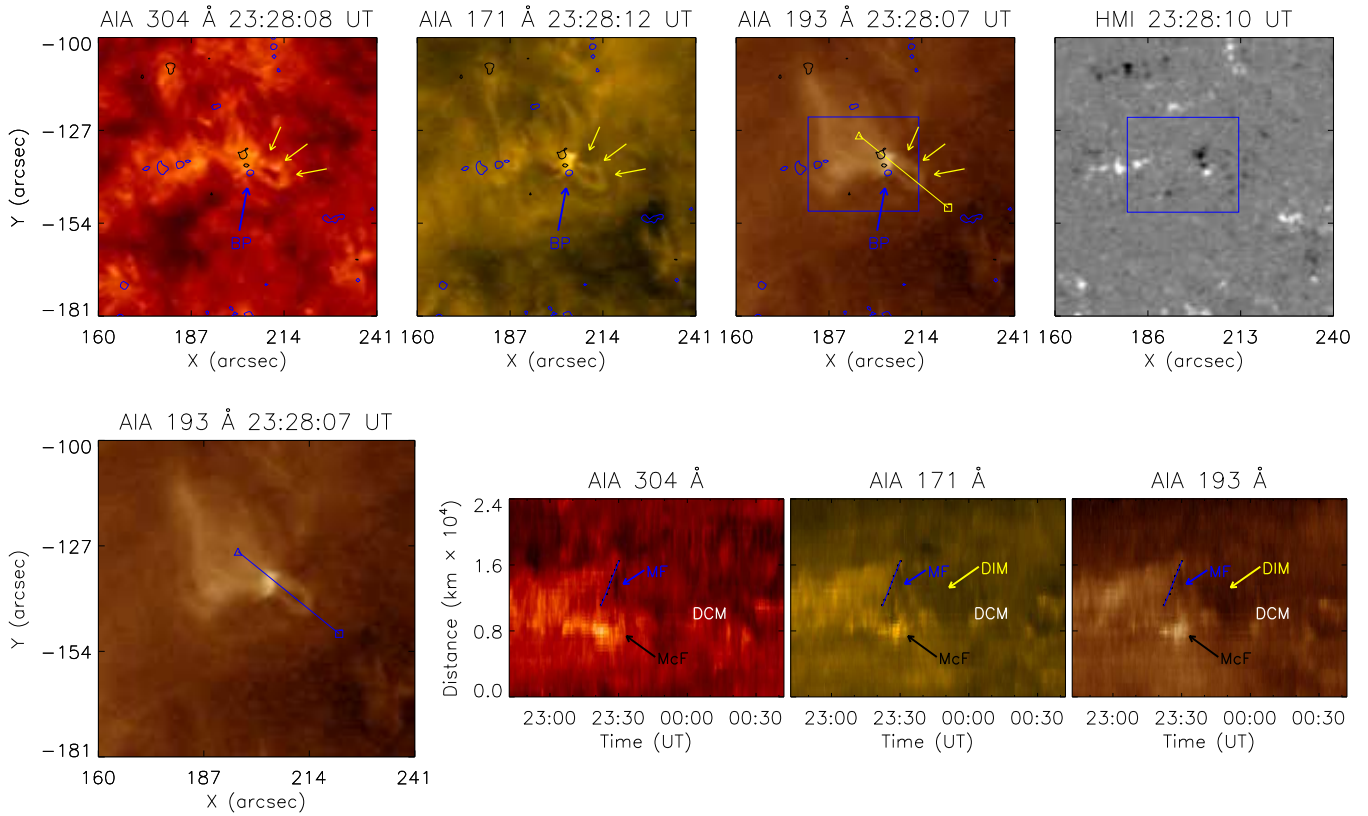 AIA 304 Å 23:28:08 UT
AIA 171 Å 23:28:12 UT
AIA 193 Å 23:28:07 UT
HMI 23:28:10 UT
Y (arcsec)
−100
−127
−154
−181
BP
BP
BP
160 187 214 241
160 187 214 241
160 187 214 241
160 186 213 240
X (arcsec)
X (arcsec)
X (arcsec)
X (arcsec)
AIA 193 Å 23:28:07 UT
Y (arcsec)
−100
−127
−154
−181
160 187 214 241
X (arcsec)
AIA 304 Å
AIA 171 Å
AIA 193 Å
Distance (km × 10⁴)
2.4
1.6
0.8
0.0
MF
DCM
McF
MF
DIM
DCM
McF
MF
DIM
DCM
McF
23:00 23:30 00:00 00:30
23:00 23:30 00:00 00:30
23:00 23:30 00:00 00:30
Time (UT)
Time (UT)
Time (UT)